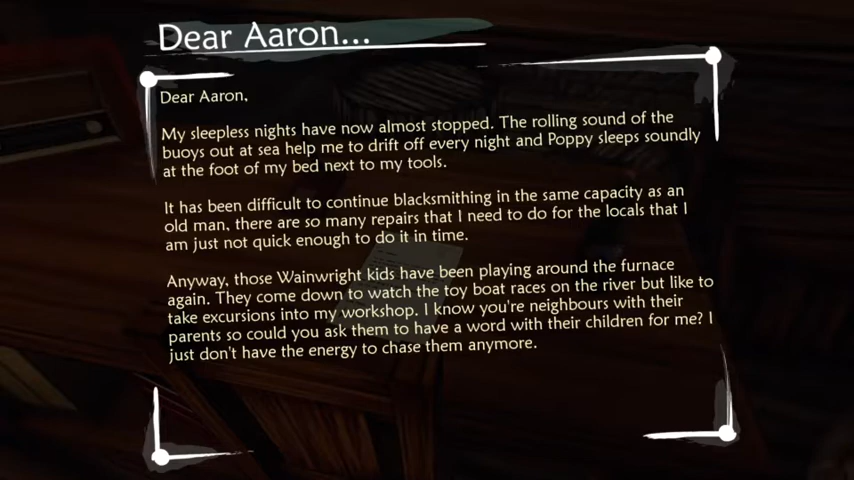 Dear Aaron...
Dear Aaron,
My sleepless nights have now almost stopped. The rolling sound of the
buoys out at sea help me to drift off every night and Poppy sleeps soundly
at the foot of my bed next to my tools.
It has been difficult to continue blacksmithing in the same capacity as an
old man, there are so many repairs that I need to do for the locals that I
am just not quick enough to do it in time.
Anyway, those Wainwright kids have been playing around the furnace
again. They come down to watch the toy boat races on the river but like to
take excursions into my workshop. I know you're neighbours with their
parents so could you ask them to have a word with their children for me? I
just don't have the energy to chase them anymore.